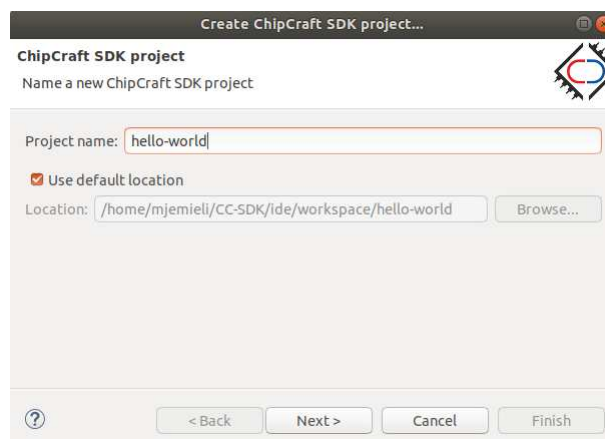 Create ChipCraft SDK project...
ChipCraft SDK project
Name a new ChipCraft SDK project
Project name: hello-world
Use default location
Location: /home/mjemieli/CC-SDK/ide/workspace/hello-world Browse...
? < Back Next > Cancel Finish